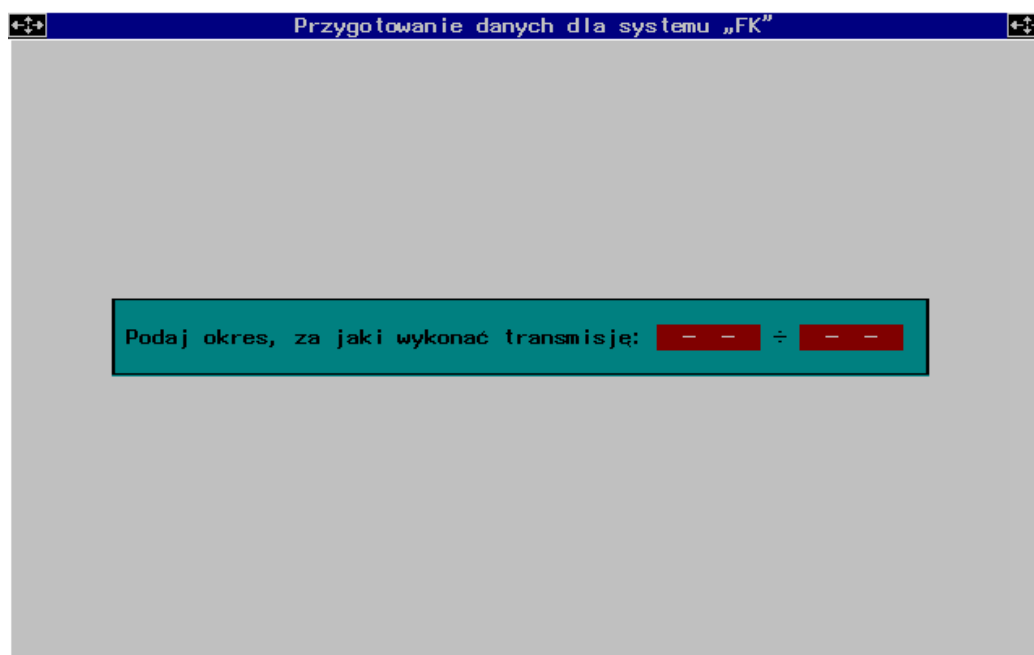 Przygotowanie danych dla systemu „FK”
Podaj okres, za jaki wykonać transmisję: - - ÷ - -